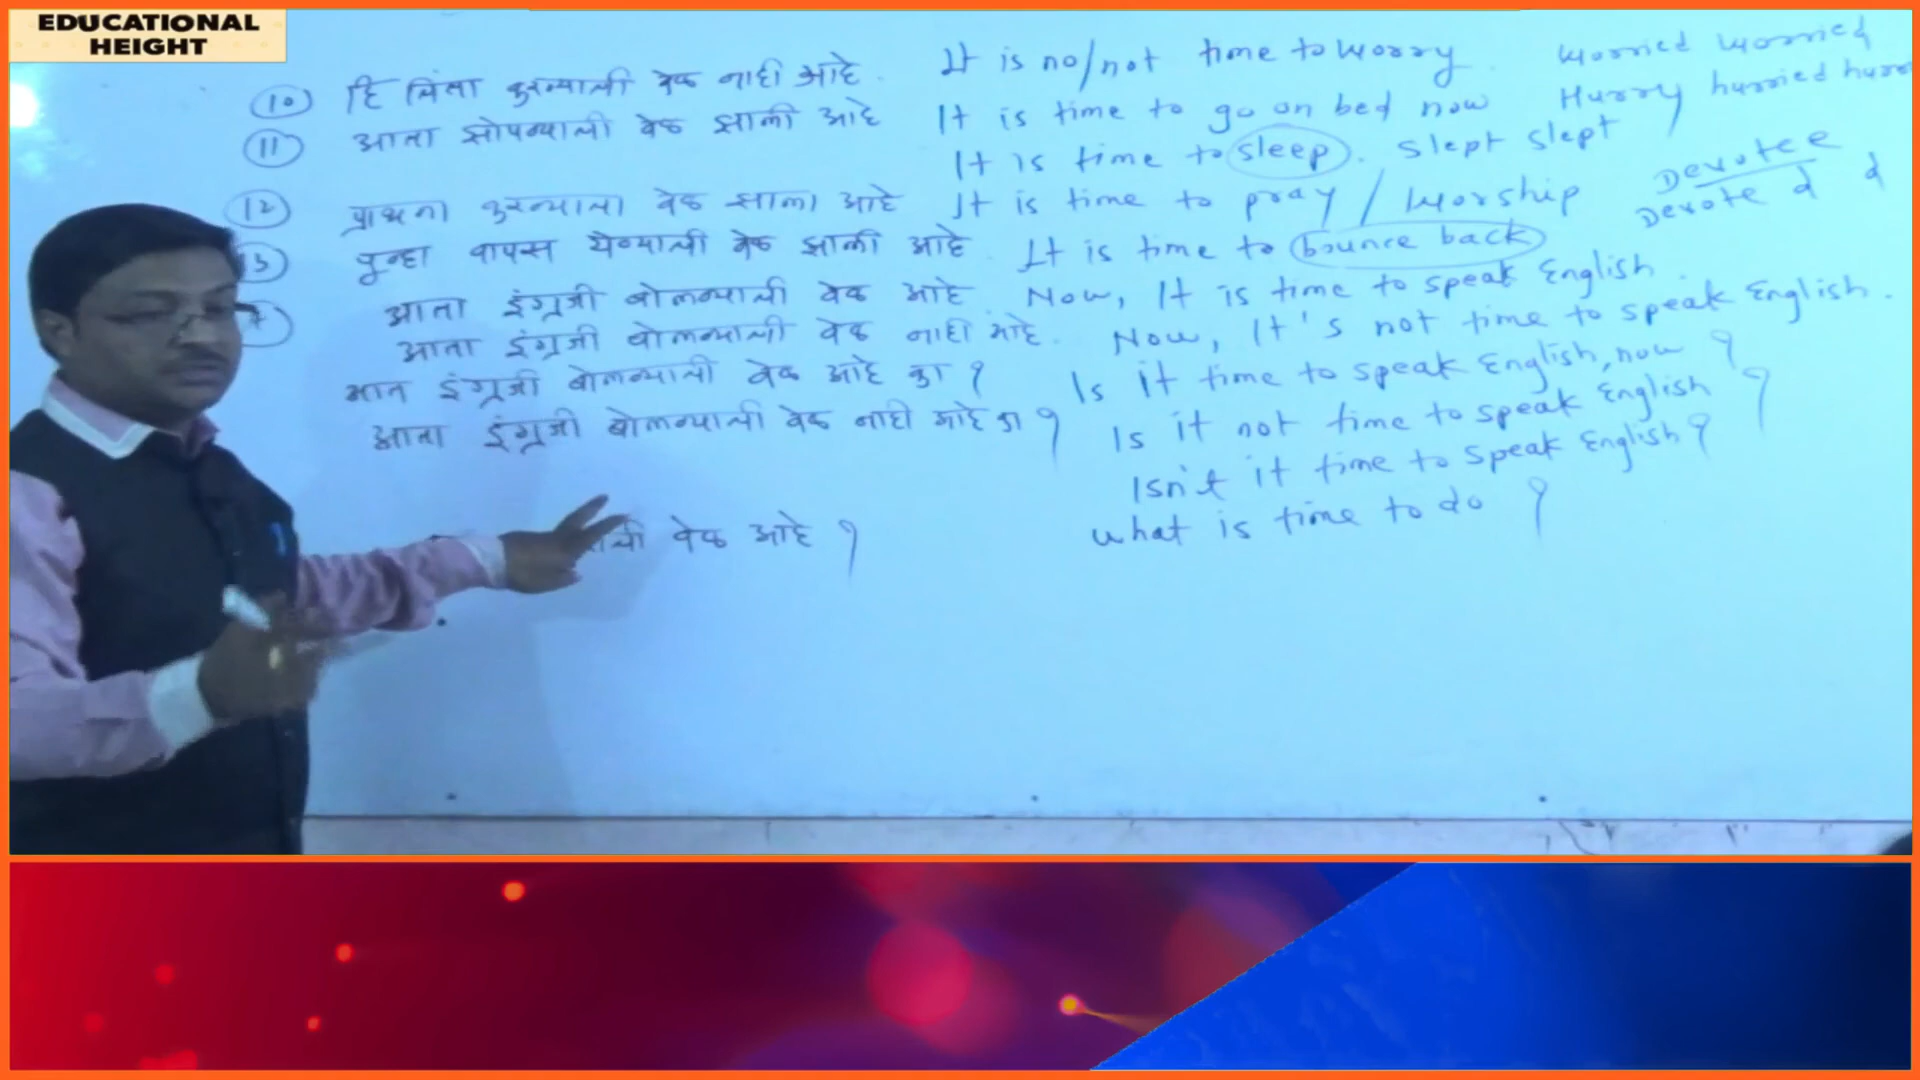 EDUCATIONAL
HEIGHT
(10) हि चिंता करण्याची वेळ नाही आहे. It is no/not time to worry. worried worried
(11) आता झोपण्याची वेळ झाली आहे It is time to go on bed now Hurry hurried
It is time to sleep. slept slept
(12) प्राथना करण्याचा वेळ झाला आहे It is time to pray / worship Devotee
Devote d d
पून्हा वापस येण्याची वेळ झाली आहे. It is time to bounce back
आता इंग्रजी बोलण्याची वेळ आहे. Now, It is time to speak English.
आता इंग्रजी बोलण्याची वेळ नाही आहे. Now, It's not time to speak English.
आत इंग्रजी बोलण्याची वेळ आहे का? Is it time to speak English, now?
आता इंग्रजी बोलण्याची वेळ नाही आहे का? Is it not time to speak English?
Isn't it time to speak English?
वेळ आहे? what is time to do?